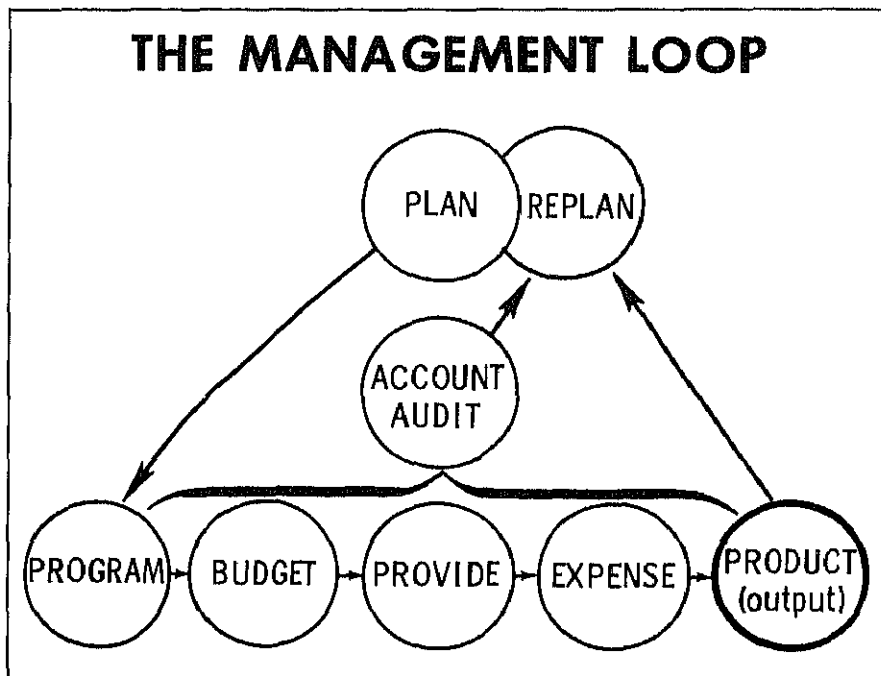 THE MANAGEMENT LOOP
PLAN
REPLAN
ACCOUNT
AUDIT
PROGRAM
BUDGET
PROVIDE
EXPENSE
PRODUCT
(output)